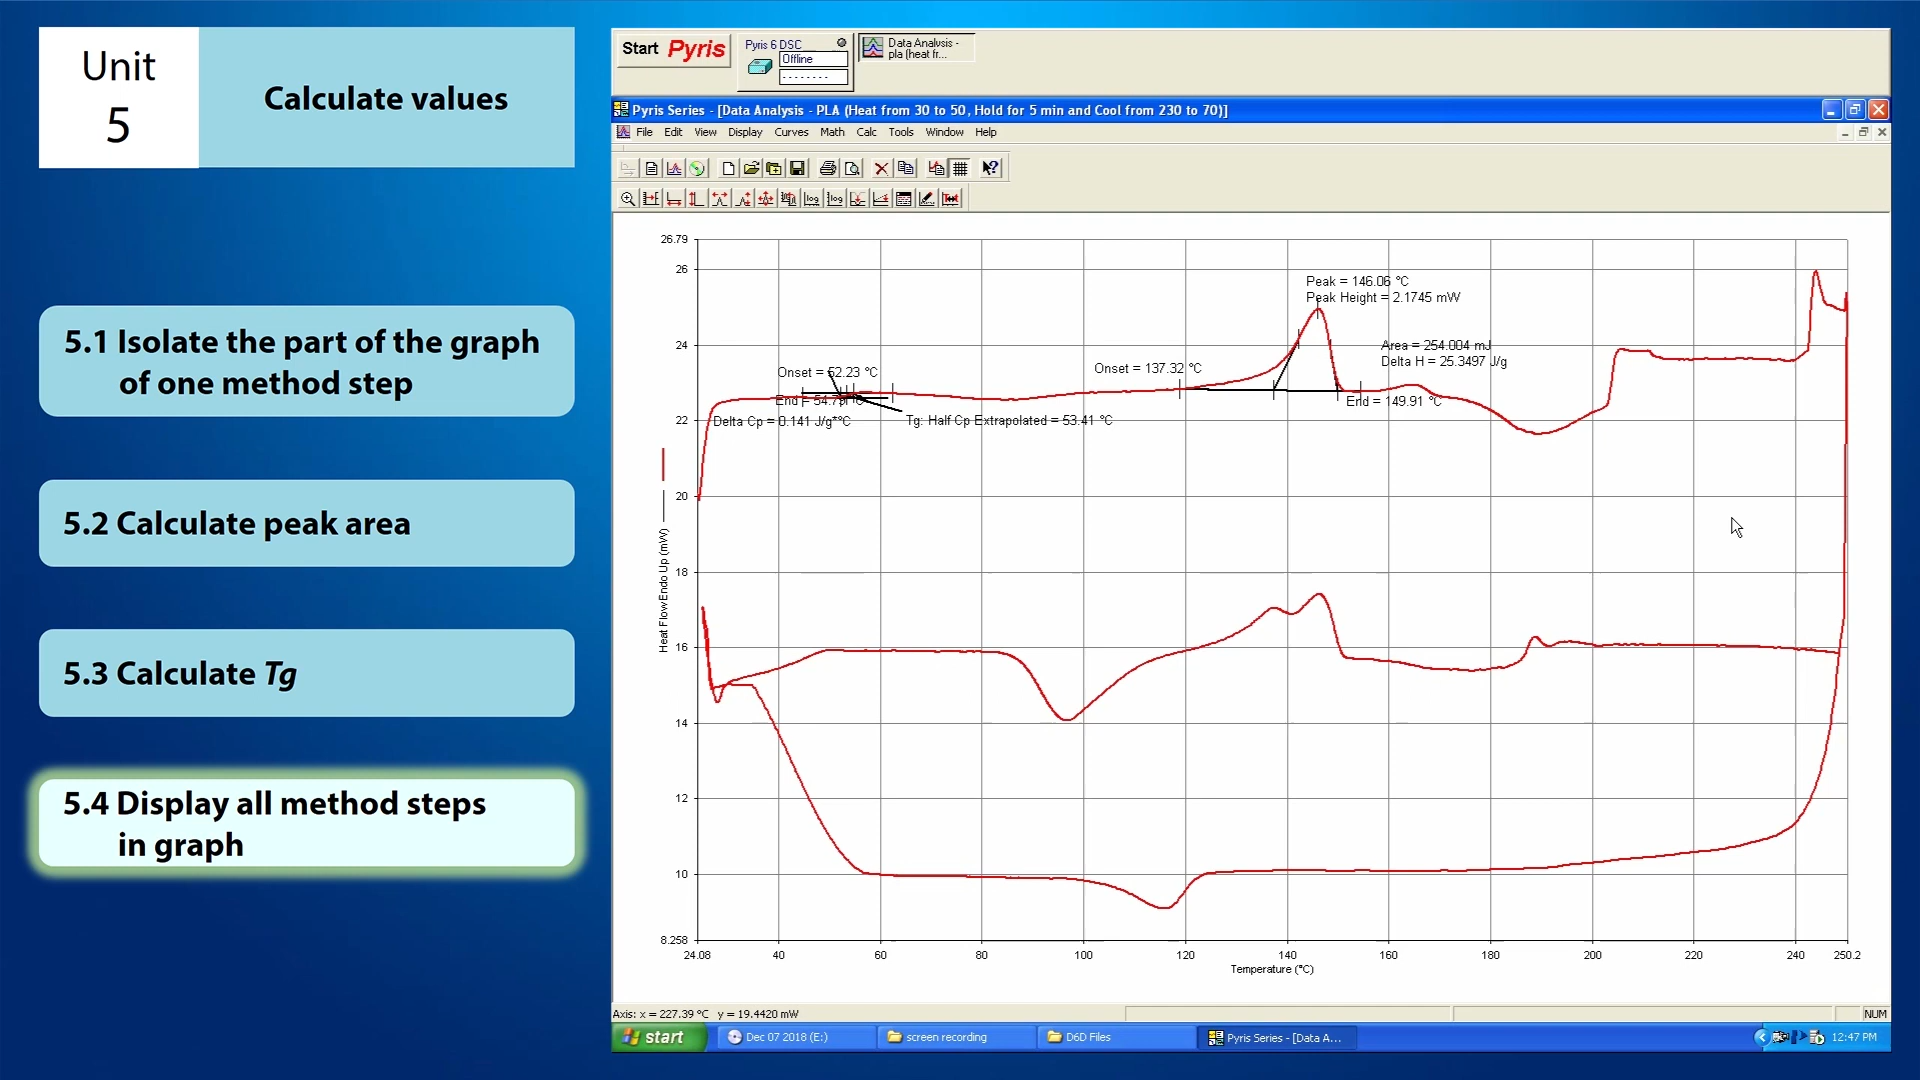 Unit
5
Calculate values
5.1 Isolate the part of the graph
of one method step
5.2 Calculate peak area
5.3 Calculate Tg
5.4 Display all method steps
in graph
Start Pyris
Pyris 6 DSC
Offline
--------
Data Analysis -
pla (heat fr...
Pyris Series - [Data Analysis - PLA (Heat from 30 to 50, Hold for 5 min and Cool from 230 to 70)]
File Edit View Display Curves Math Calc Tools Window Help
log log
26.79
26
24
22
20
18
16
14
12
10
8.258
Heat Flow Endo Up (mW)
Peak = 146.06 °C
Peak Height = 2.1745 mW
Area = 254.004 mJ
Delta H = 25.3497 J/g
Onset = 52.23 °C
Onset = 137.32 °C
End = 54.79 °C
End = 149.91 °C
Delta Cp = 0.141 J/g*°C
Tg: Half Cp Extrapolated = 53.41 °C
24.08 40 60 80 100 120 140 160 180 200 220 240 250.2
Temperature (°C)
Axis: x = 227.39 °C y = 19.4420 mW
NUM
start
Dec 07 2018 (E:)
screen recording
D6D Files
Pyris Series - [Data A...
12:47 PM